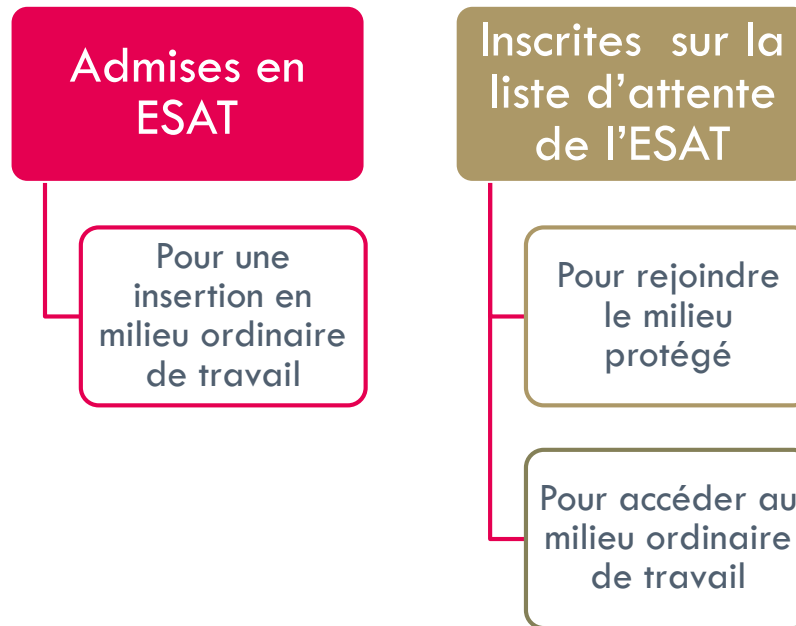 Admises en
ESAT
Pour une
insertion en
milieu ordinaire
de travail
Inscrites sur la
liste d’attente
de l’ESAT
Pour rejoindre
le milieu
protégé
Pour accéder au
milieu ordinaire
de travail